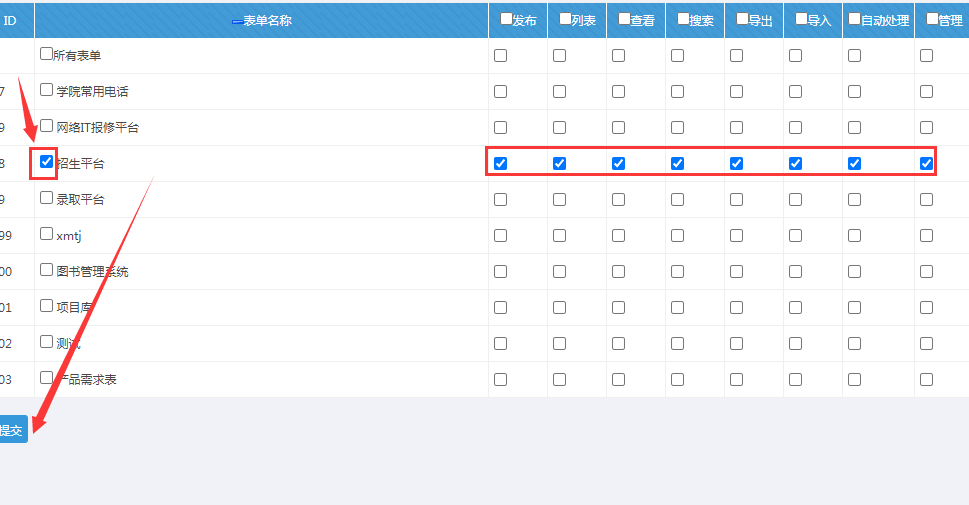 ID 表单名称 发布 列表 查看 搜索 导出 导入 自动处理 管理
所有表单
7 学院常用电话
9 网络IT报修平台
8 招生平台
9 录取平台
99 xmtj
00 图书管理系统
01 项目库
02 测试
03 产品需求表
提交